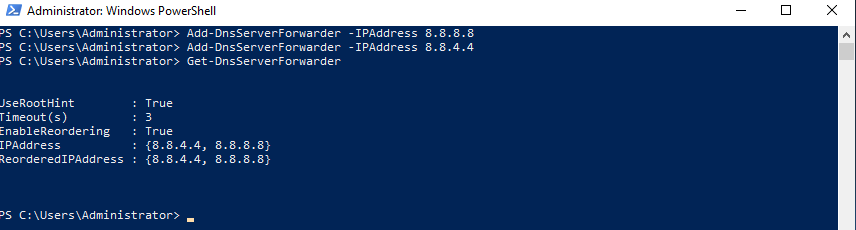 Administrator: Windows PowerShell
PS C:\Users\Administrator> Add-DnsServerForwarder -IPAddress 8.8.8.8
PS C:\Users\Administrator> Add-DnsServerForwarder -IPAddress 8.8.4.4
PS C:\Users\Administrator> Get-DnsServerForwarder
UseRootHint : True
Timeout(s) : 3
EnableReordering : True
IPAddress : {8.8.4.4, 8.8.8.8}
ReorderedIPAddress : {8.8.4.4, 8.8.8.8}
PS C:\Users\Administrator>